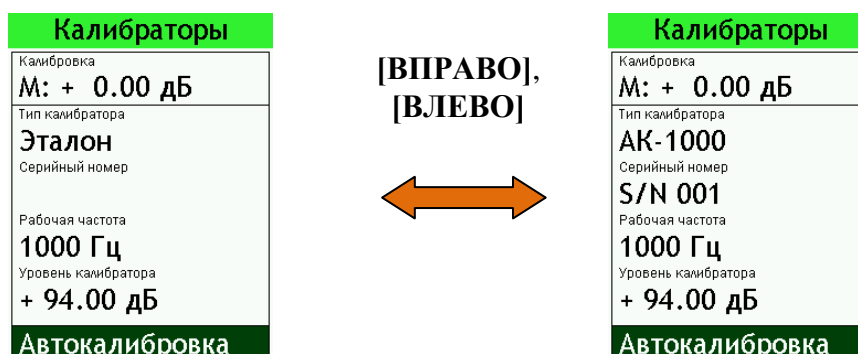 Калибраторы
Калибровка
М: + 0.00 дБ
Тип калибратора
Эталон
Серийный номер
Рабочая частота
1000 Гц
Уровень калибратора
+ 94.00 дБ
Автокалибровка
[ВПРАВО],
[ВЛЕВО]
Калибраторы
Калибровка
М: + 0.00 дБ
Тип калибратора
АК-1000
Серийный номер
S/N 001
Рабочая частота
1000 Гц
Уровень калибратора
+ 94.00 дБ
Автокалибровка